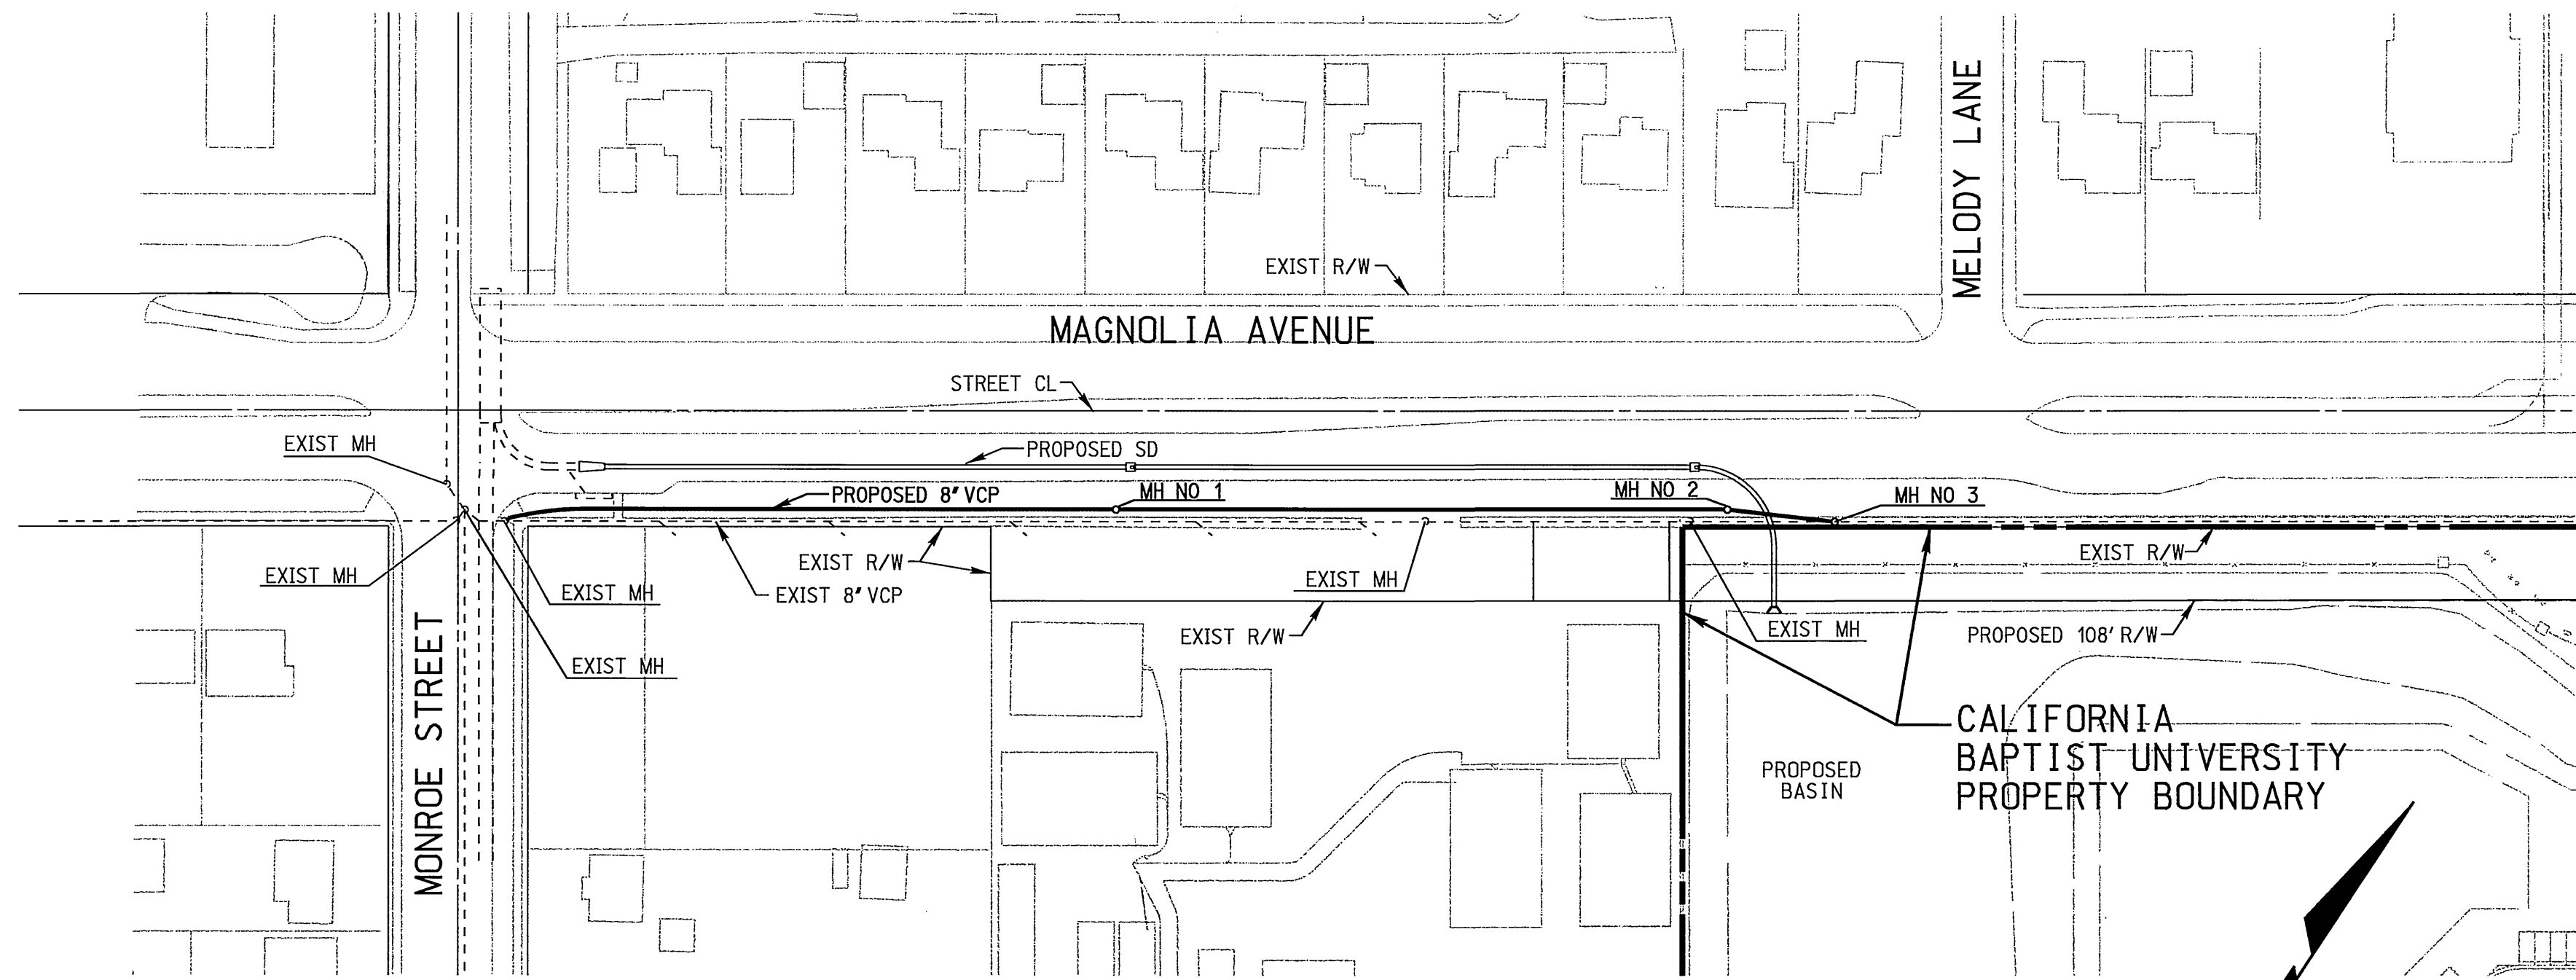 MELODY LANE
EXIST R/W
MAGNOLIA AVENUE
STREET CL
EXIST MH
PROPOSED SD
PROPOSED 8" VCP
MH NO 1
MH NO 2
MH NO 3
EXIST R/W
EXIST R/W
EXIST MH
EXIST MH
EXIST 8" VCP
EXIST MH
EXIST R/W
EXIST MH
PROPOSED 108' R/W
EXIST MH
MONROE STREET
CALIFORNIA
BAPTIST UNIVERSITY
PROPERTY BOUNDARY
PROPOSED
BASIN